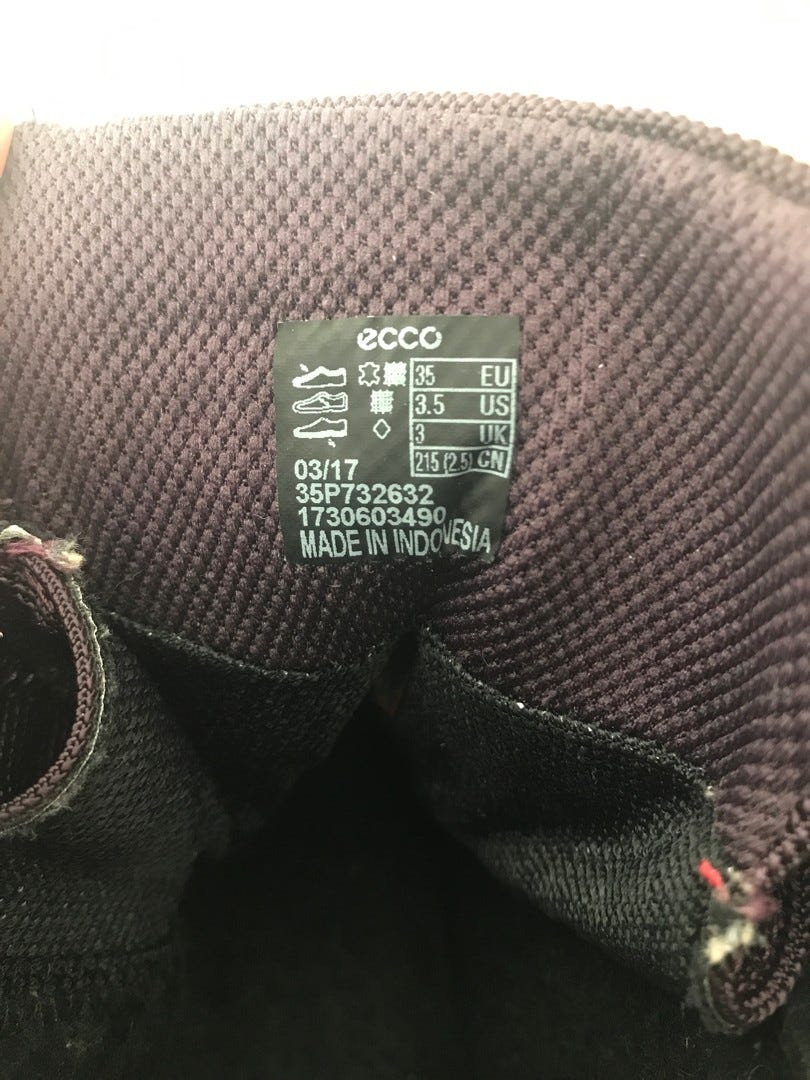 ecco
35 EU
3.5 US
3 UK
215 (2.5) CN
03/17
35P732632
1730603490
MADE IN INDONESIA